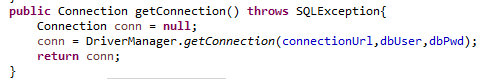 public Connection getConnection() throws SQLException{
Connection conn = null;
conn = DriverManager.getConnection(connectionUrl,dbUser,dbPwd);
return conn;
}